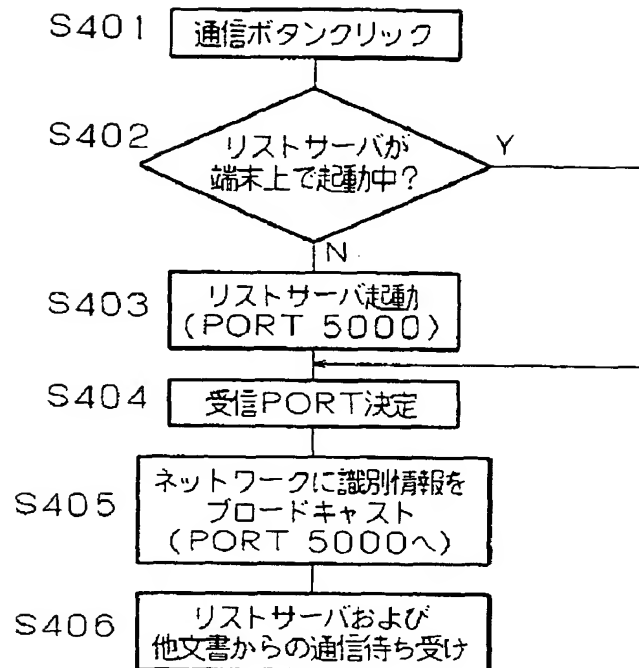 S401 通信ボタンクリック
S402 リストサーバが
端末上で起動中？
Y
N
S403 リストサーバ起動
(PORT 5000)
S404 受信PORT決定
S405 ネットワークに識別情報を
ブロードキャスト
(PORT 5000へ)
S406 リストサーバおよび
他文書からの通信待ち受け